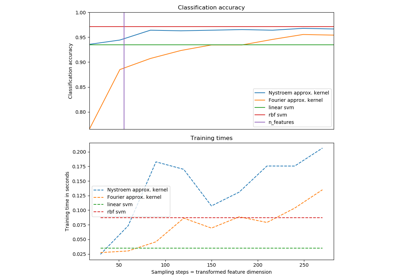 Classification accuracy
1.00
0.95
0.90
0.85
0.80
Classification accuracy
Nystroem approx. kernel
Fourier approx. kernel
linear svm
rbf svm
n_features
Training times
0.200
0.175
0.150
0.125
0.100
0.075
0.050
0.025
Training time in seconds
Nystroem approx. kernel
Fourier approx. kernel
linear svm
rbf svm
50
100
150
200
250
Sampling steps = transformed feature dimension